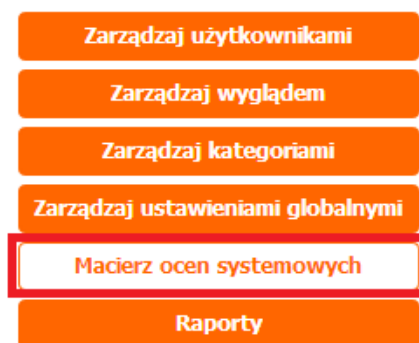 Zarządzaj użytkownikami
Zarządzaj wyglądem
Zarządzaj kategoriami
Zarządzaj ustawieniami globalnymi
Macierz ocen systemowych
Raporty